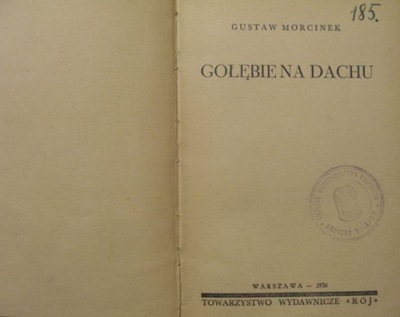 185.
GUSTAW MORCINEK
GOŁĘBIE NA DACHU
WARSZAWA — 1936
TOWARZYSTWO WYDAWNICZE «RÓJ»